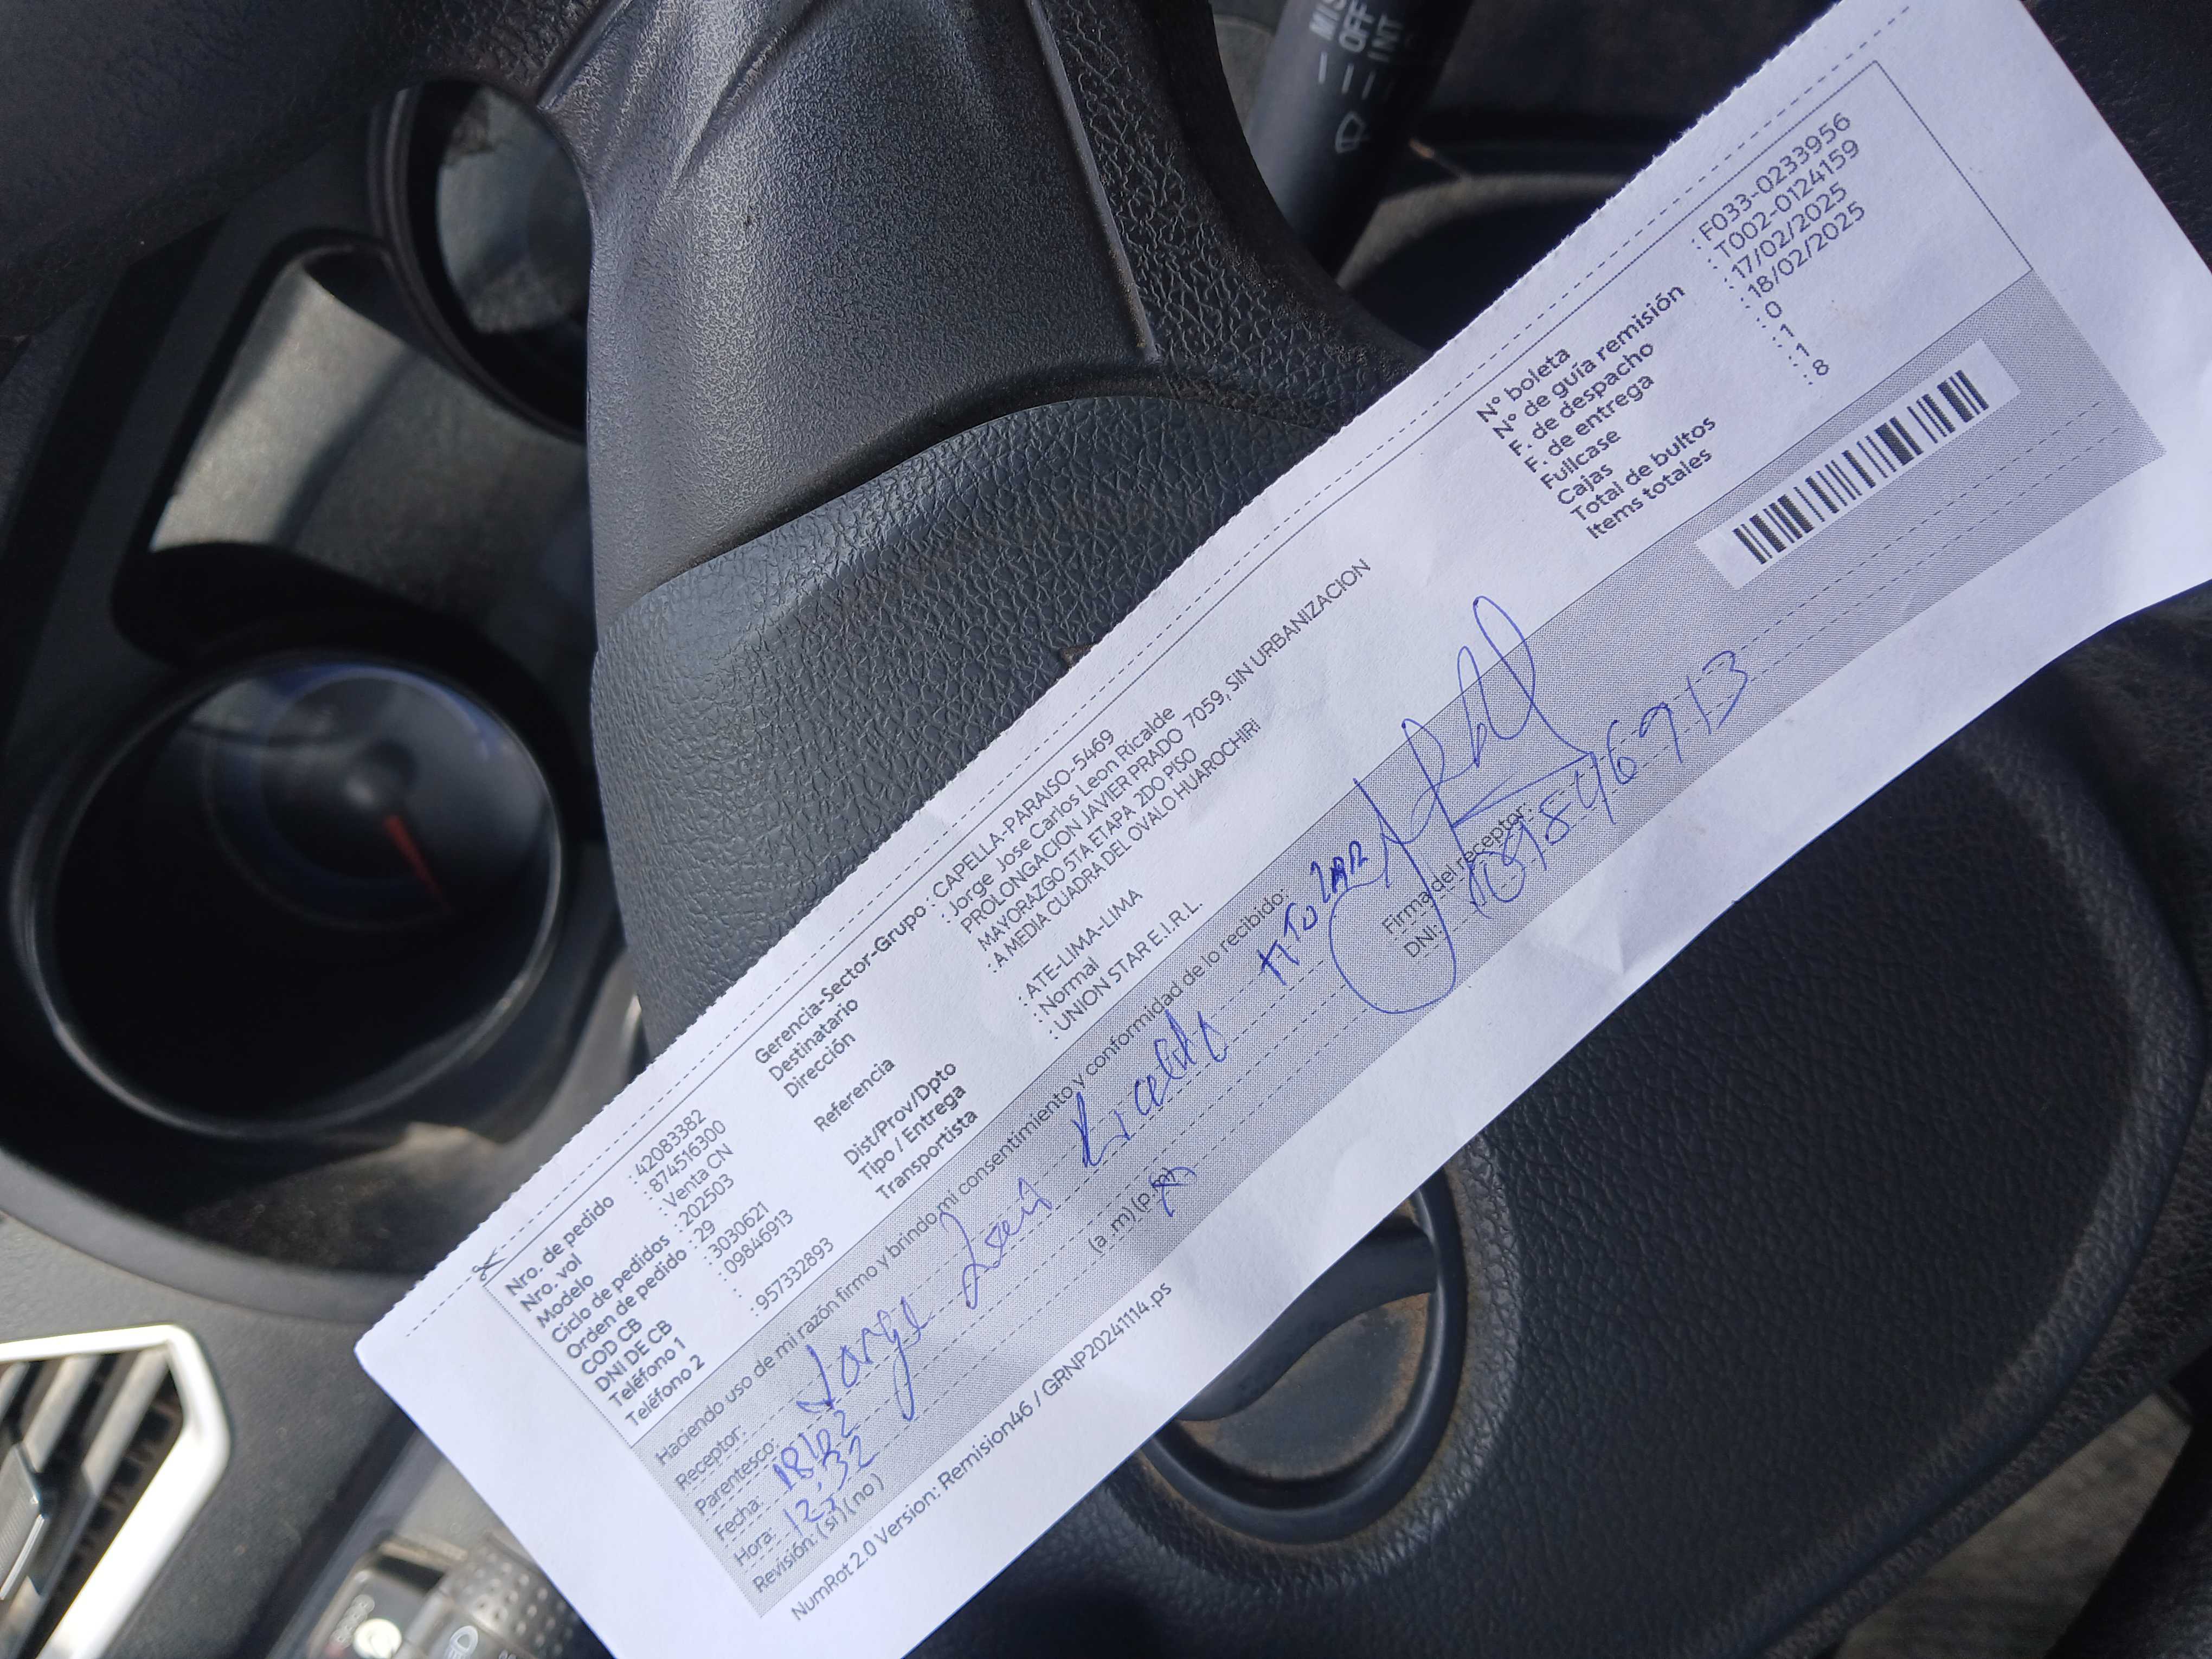 MIST
OFF
INT
Nro. de pedido : 42083382
Nro. vol : 874516300
Modelo : Venta CN
Ciclo de pedidos : 202503
Orden de pedido : 29
COD CB : 3030621
DNI DE CB : 09846913
Teléfono 1
Teléfono 2 : 957332893
Gerencia-Sector-Grupo : CAPELLA-PARAISO-5469
Destinatario : Jorge Jose Carlos Leon Ricalde
Dirección PROLONGACION JAVIER PRADO 7059, SIN URBANIZACION
MAYORAZGO 5TA ETAPA 2DO PISO
Referencia : A MEDIA CUADRA DEL OVALO HUAROCHIRI
Dist/Prov/Dpto : ATE-LIMA-LIMA
Tipo / Entrega : Normal
Transportista : UNION STAR E.I.R.L.
N° boleta : F033-0233956
N° de guía remisión : T002-0124159
F. de despacho : 17/02/2025
F. de entrega : 18/02/2025
Fullcase : 0
Cajas : 1
Total de bultos : 1
Items totales : 8
Haciendo uso de mi razón firmo y brindo mi consentimiento y conformidad de lo recibido:
Receptor: Jorge León Ricalde
Parentesco:
Fecha: 18/02
Hora: 12:32 (a .m) (p.m)
Revisión: (si) (no)
Firma del receptor:
DNI: 09846913
NumRot 2.0 Version: Remision46 / GRNP20241114.ps